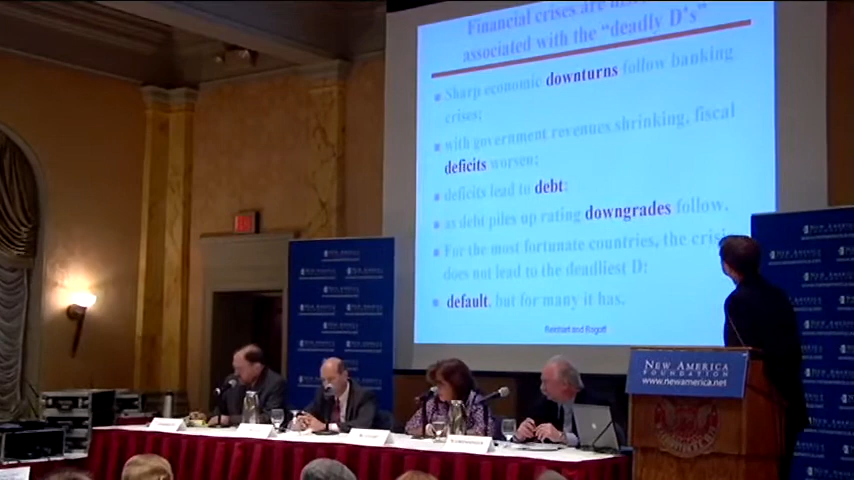 Financial crises are
associated with the "deadly D's"
Sharp economic downturns follow banking
crises;
with government revenues shrinking, fiscal
deficits worsen;
deficits lead to debt;
as debt piles up rating downgrades follow.
For the most fortunate countries, the crisis
does not lead to the deadliest D:
default, but for many it has.
Reinhart and Rogoff
NEW AMERICA
FOUNDATION
www.newamerica.net